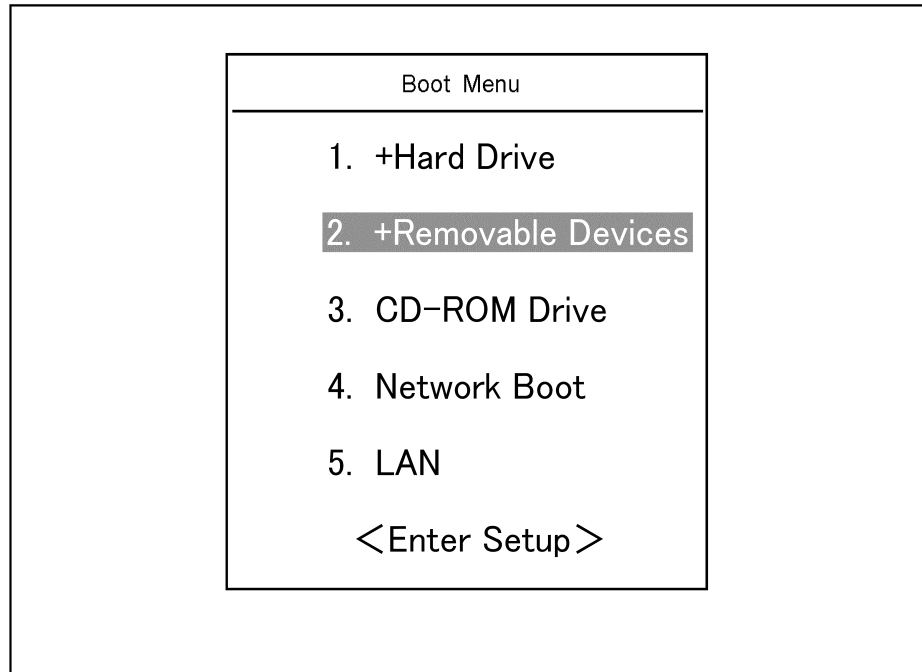 Boot Menu
1. +Hard Drive
2. +Removable Devices
3. CD-ROM Drive
4. Network Boot
5. LAN
<Enter Setup>